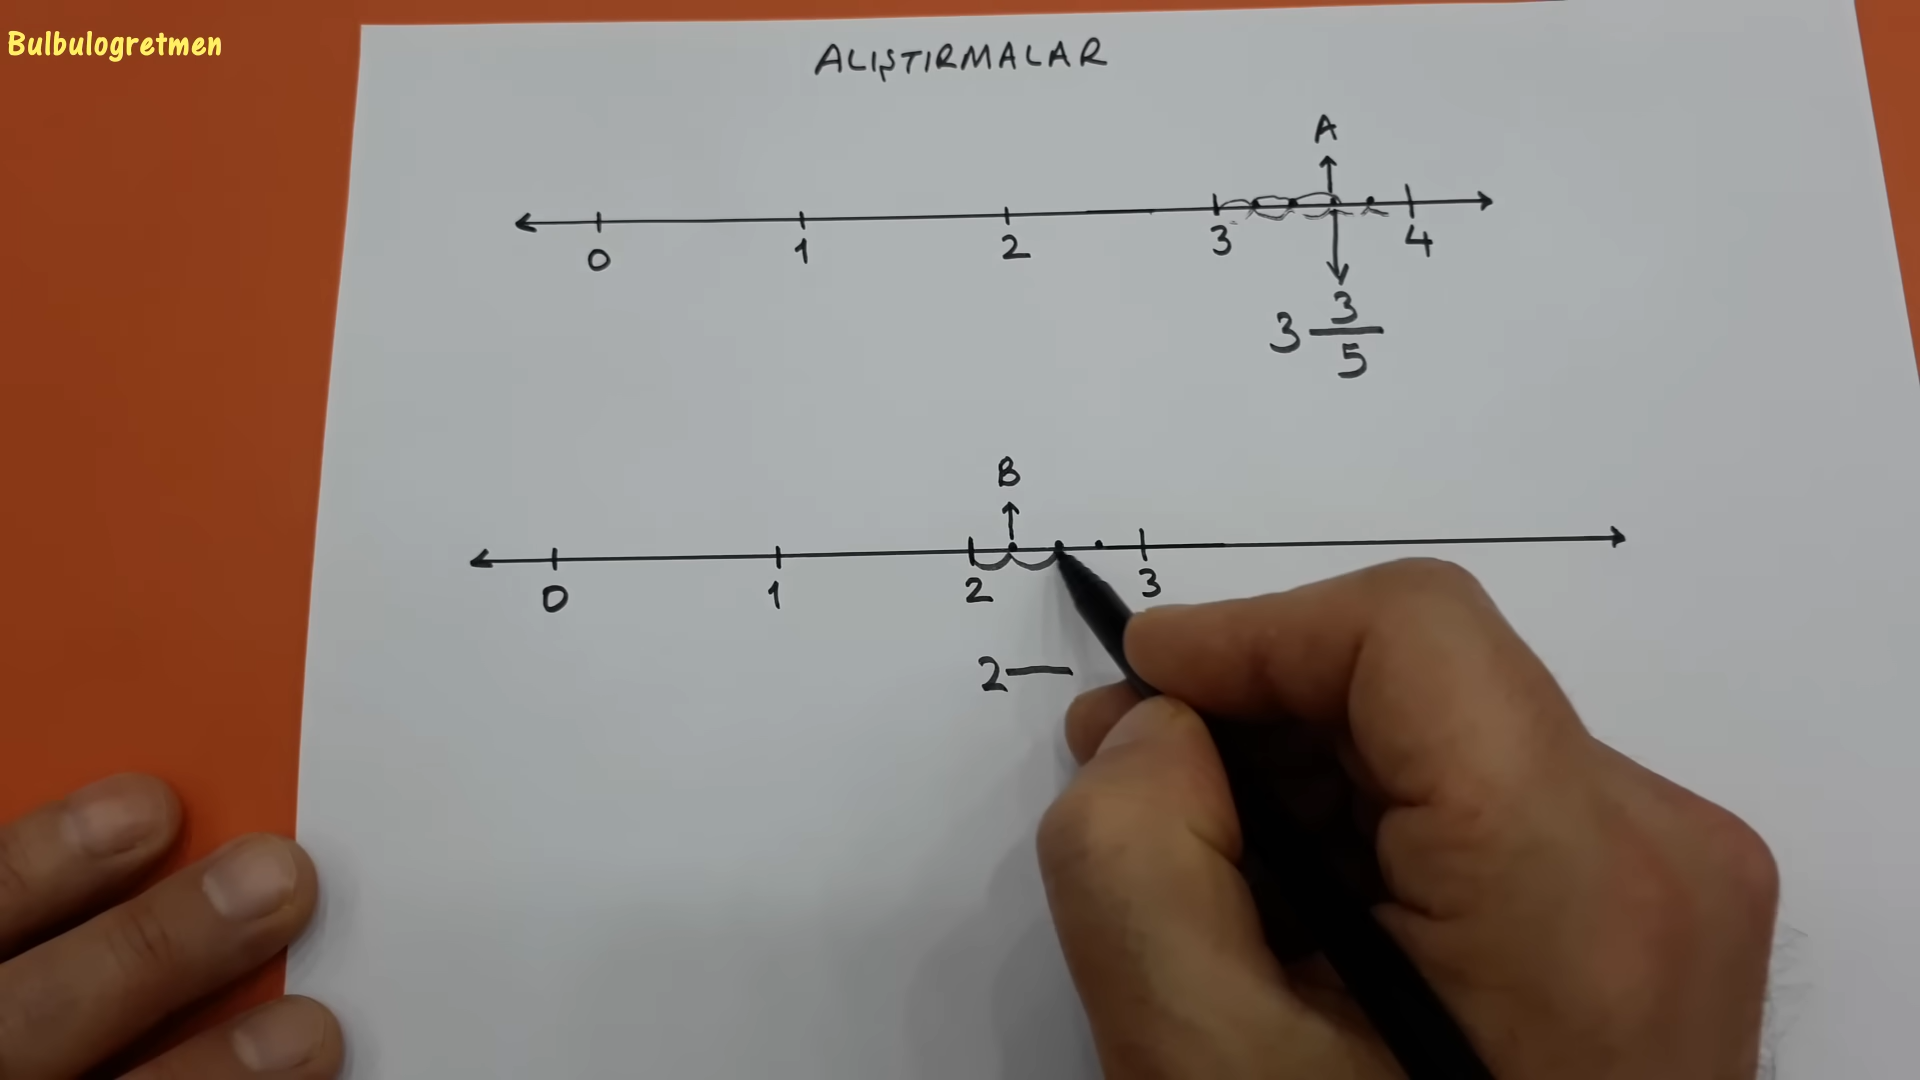 Bulbulogretmen
ALIŞTIRMALAR
A
0 1 2 3 4
3 3/5
B
0 1 2 3
2